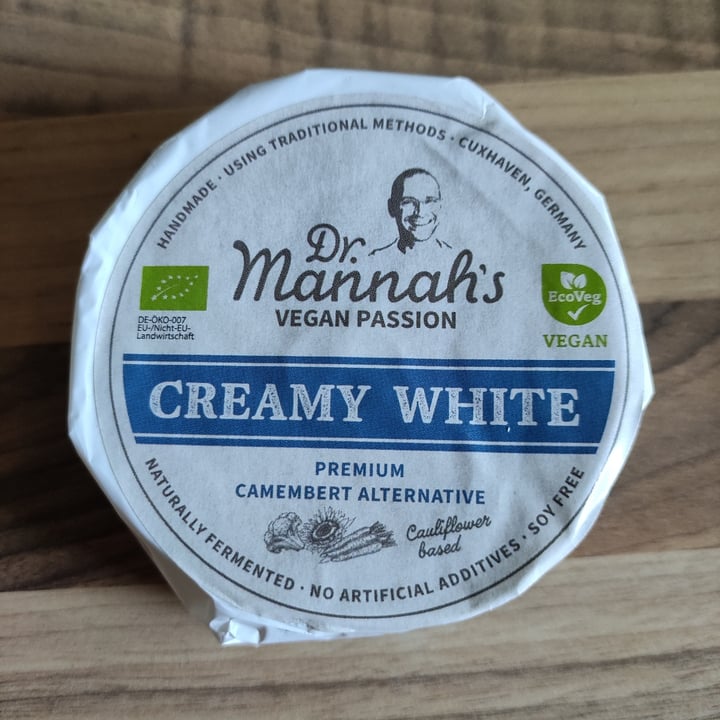 HANDMADE · USING TRADITIONAL METHODS · CUXHAVEN, GERMANY
Dr.
Mannah's
VEGAN PASSION
DE-ÖKO-007
EU-/Nicht-EU-
Landwirtschaft
EcoVeg
VEGAN
CREAMY WHITE
PREMIUM
CAMEMBERT ALTERNATIVE
Cauliflower
based
NATURALLY FERMENTED · NO ARTIFICIAL ADDITIVES · SOY FREE